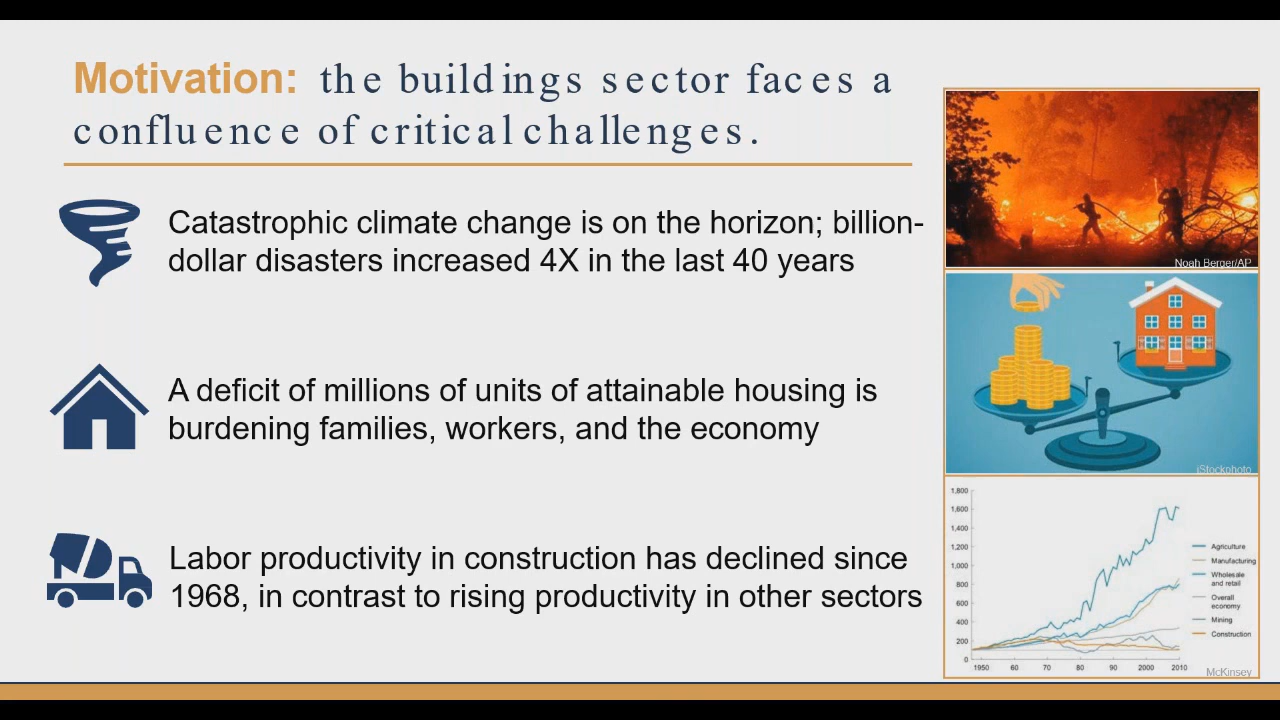 Motivation: the buildings sector faces a
confluence of critical challenges.
Catastrophic climate change is on the horizon; billion-
dollar disasters increased 4X in the last 40 years
A deficit of millions of units of attainable housing is
burdening families, workers, and the economy
Labor productivity in construction has declined since
1968, in contrast to rising productivity in other sectors
Noah Berger/AP
iStockphoto
1,800
1,600
1,400
1,200
1,000
800
600
400
200
0
1950 60 70 80 90 2000 2010
Agriculture
Manufacturing
Wholesale
and retail
Overall
economy
Mining
Construction
McKinsey